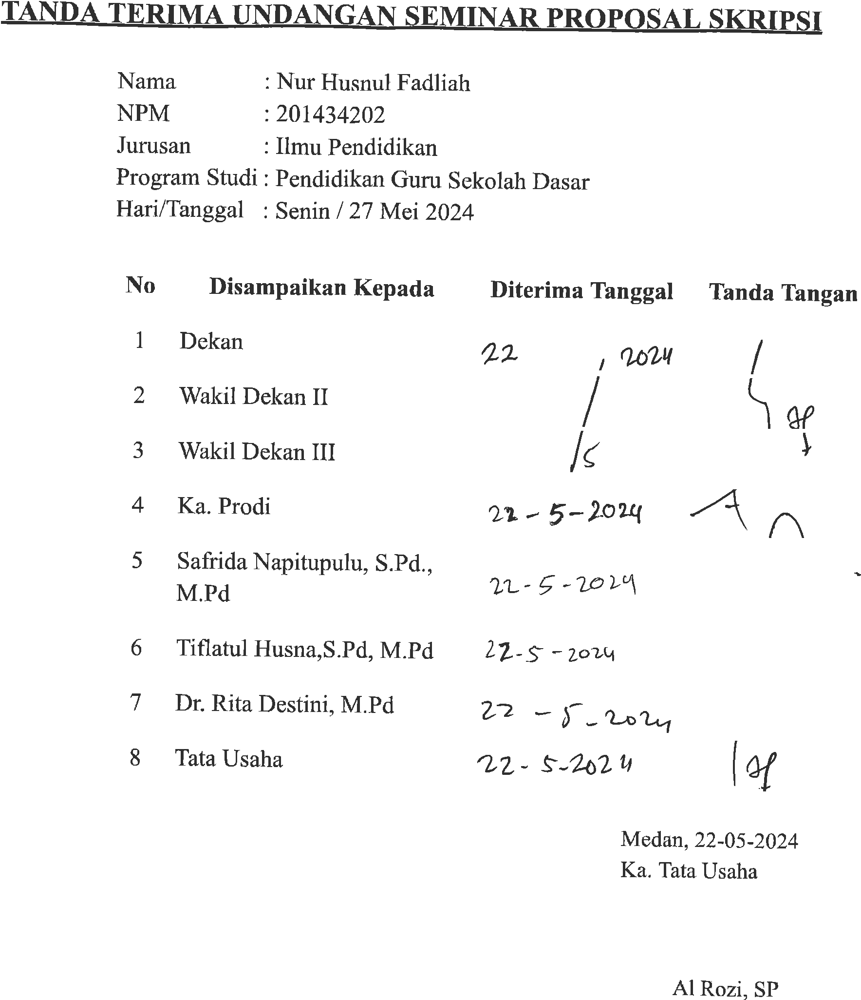 TANDA TERIMA UNDANGAN SEMINAR PROPOSAL SKRIPSI
Nama : Nur Husnul Fadliah
NPM : 201434202
Jurusan : Ilmu Pendidikan
Program Studi : Pendidikan Guru Sekolah Dasar
Hari/Tanggal : Senin / 27 Mei 2024
No Disampaikan Kepada Diterima Tanggal Tanda Tangan
1 Dekan 22 / 2024
2 Wakil Dekan II
3 Wakil Dekan III 5
4 Ka. Prodi 22-5-2024
5 Safrida Napitupulu, S.Pd.,
M.Pd 22-5-2024
6 Tiflatul Husna,S.Pd, M.Pd 22-5-2024
7 Dr. Rita Destini, M.Pd 22-5-2024
8 Tata Usaha 22-5-2024
Medan, 22-05-2024
Ka. Tata Usaha
Al Rozi, SP